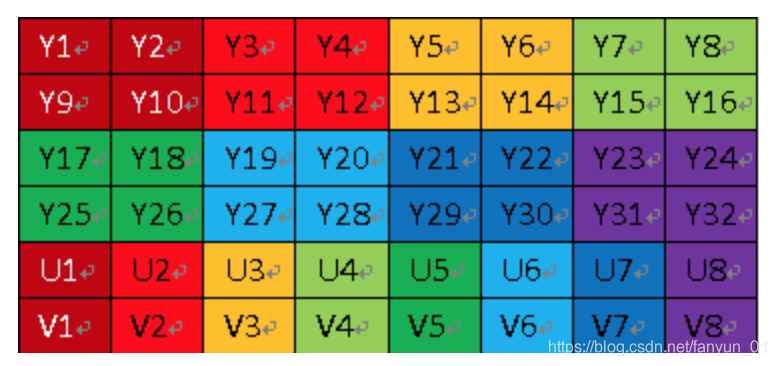 Y1 Y2 Y3 Y4 Y5 Y6 Y7 Y8
Y9 Y10 Y11 Y12 Y13 Y14 Y15 Y16
Y17 Y18 Y19 Y20 Y21 Y22 Y23 Y24
Y25 Y26 Y27 Y28 Y29 Y30 Y31 Y32
U1 U2 U3 U4 U5 U6 U7 U8
V1 V2 V3 V4 V5 V6 V7 V8
https://blog.csdn.net/fanyun_01